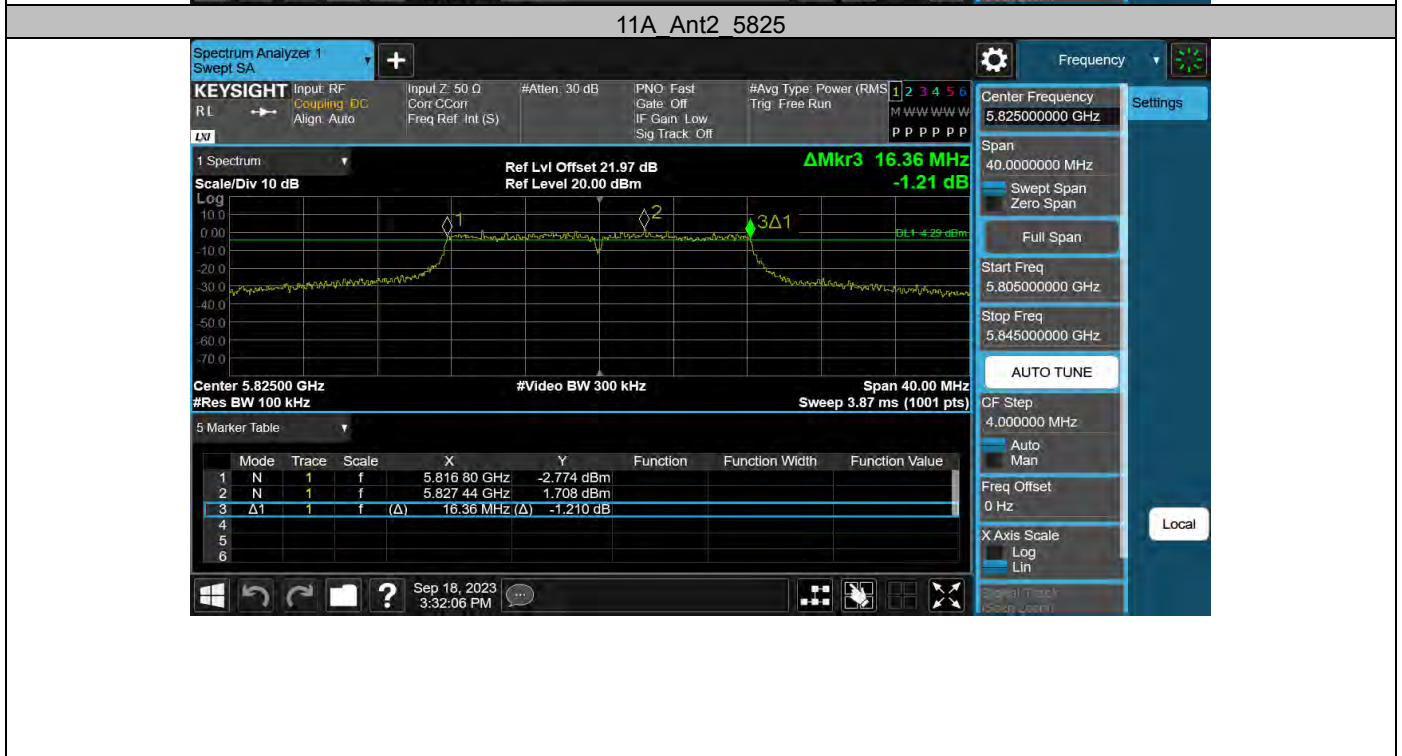 11A_Ant2_5825
Spectrum Analyzer 1
Swept SA
+
Frequency
KEYSIGHT
RL
LXI
Input: RF
Coupling: DC
Align: Auto
Input Z: 50 Ω
Corr CCorr
Freq Ref: Int (S)
#Atten: 30 dB
PNO: Fast
Gate: Off
IF Gain: Low
Sig Track: Off
#Avg Type: Power (RMS
Trig: Free Run
1 2 3 4 5 6
M W W W W W
P P P P P P
1 Spectrum
Scale/Div 10 dB
Ref Lvl Offset 21.97 dB
Ref Level 20.00 dBm
ΔMkr3 16.36 MHz
-1.21 dB
Log
10.0
0.00
-10.0
-20.0
-30.0
-40.0
-50.0
-60.0
-70.0
1
2
3Δ1
DL1 -4.29 dBm
Center 5.82500 GHz
#Video BW 300 kHz
Span 40.00 MHz
#Res BW 100 kHz
Sweep 3.87 ms (1001 pts)
5 Marker Table
Mode Trace Scale X Y Function Function Width Function Value
1 N 1 f 5.816 80 GHz -2.774 dBm
2 N 1 f 5.827 44 GHz 1.708 dBm
3 Δ1 1 f (Δ) 16.36 MHz (Δ) -1.210 dB
4
5
6
?
Sep 18, 2023
3:32:06 PM
Center Frequency
5.825000000 GHz
Settings
Span
40.0000000 MHz
Swept Span
Zero Span
Full Span
Start Freq
5.805000000 GHz
Stop Freq
5.845000000 GHz
AUTO TUNE
CF Step
4.000000 MHz
Auto
Man
Freq Offset
0 Hz
X Axis Scale
Log
Lin
Local
Signal Track
(Span Zoom)